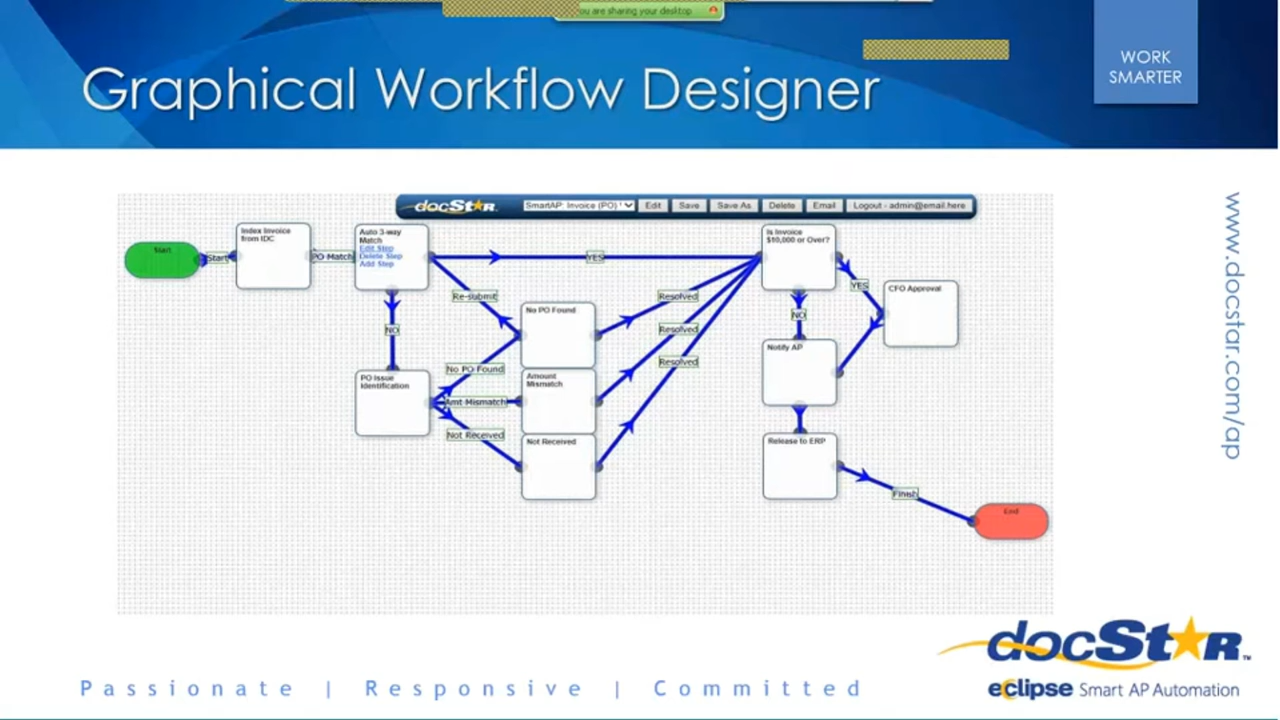 ou are sharing your desktop
Graphical Workflow Designer
WORK
SMARTER
docStaR
SmartAP: Invoice (PO)
Edit
Save
Save As
Delete
Email
Logout - admin@email.here
Start
Start
Index Invoice
from IDC
PO Match
Auto 3-way
Match
Edit Step
Delete Step
Add Step
YES
Is Invoice
$10,000 or Over?
YES
CFO Approval
Re-submit
No PO Found
Resolved
NO
NO
Resolved
Notify AP
Resolved
PO Issue
Identification
No PO Found
Amount
Mismatch
Amt Mismatch
Not Received
Not Received
Release to ERP
Finish
End
www.docstar.com/ap
docStaR™
eclipse Smart AP Automation
Passionate | Responsive | Committed